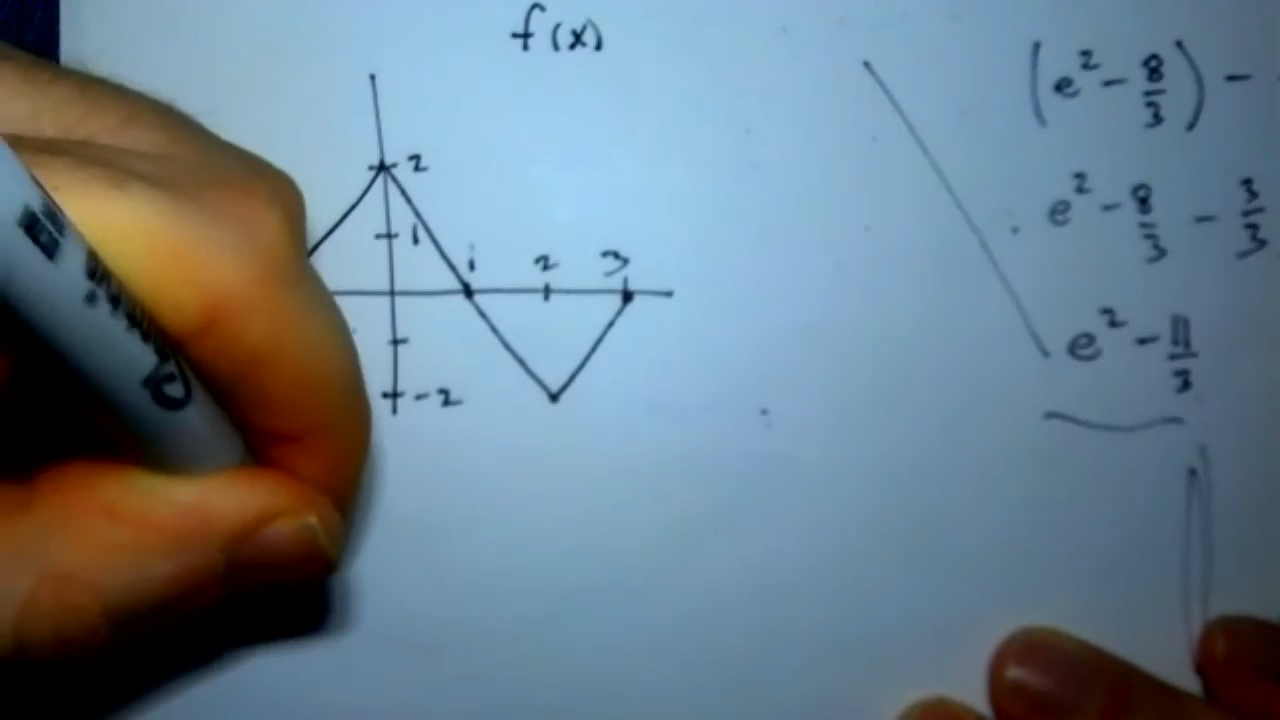 f(x)
2
1
1 2 3
-2
(e² - 8/3) -
e² - 8/3 - 3/3
e² - 11/3